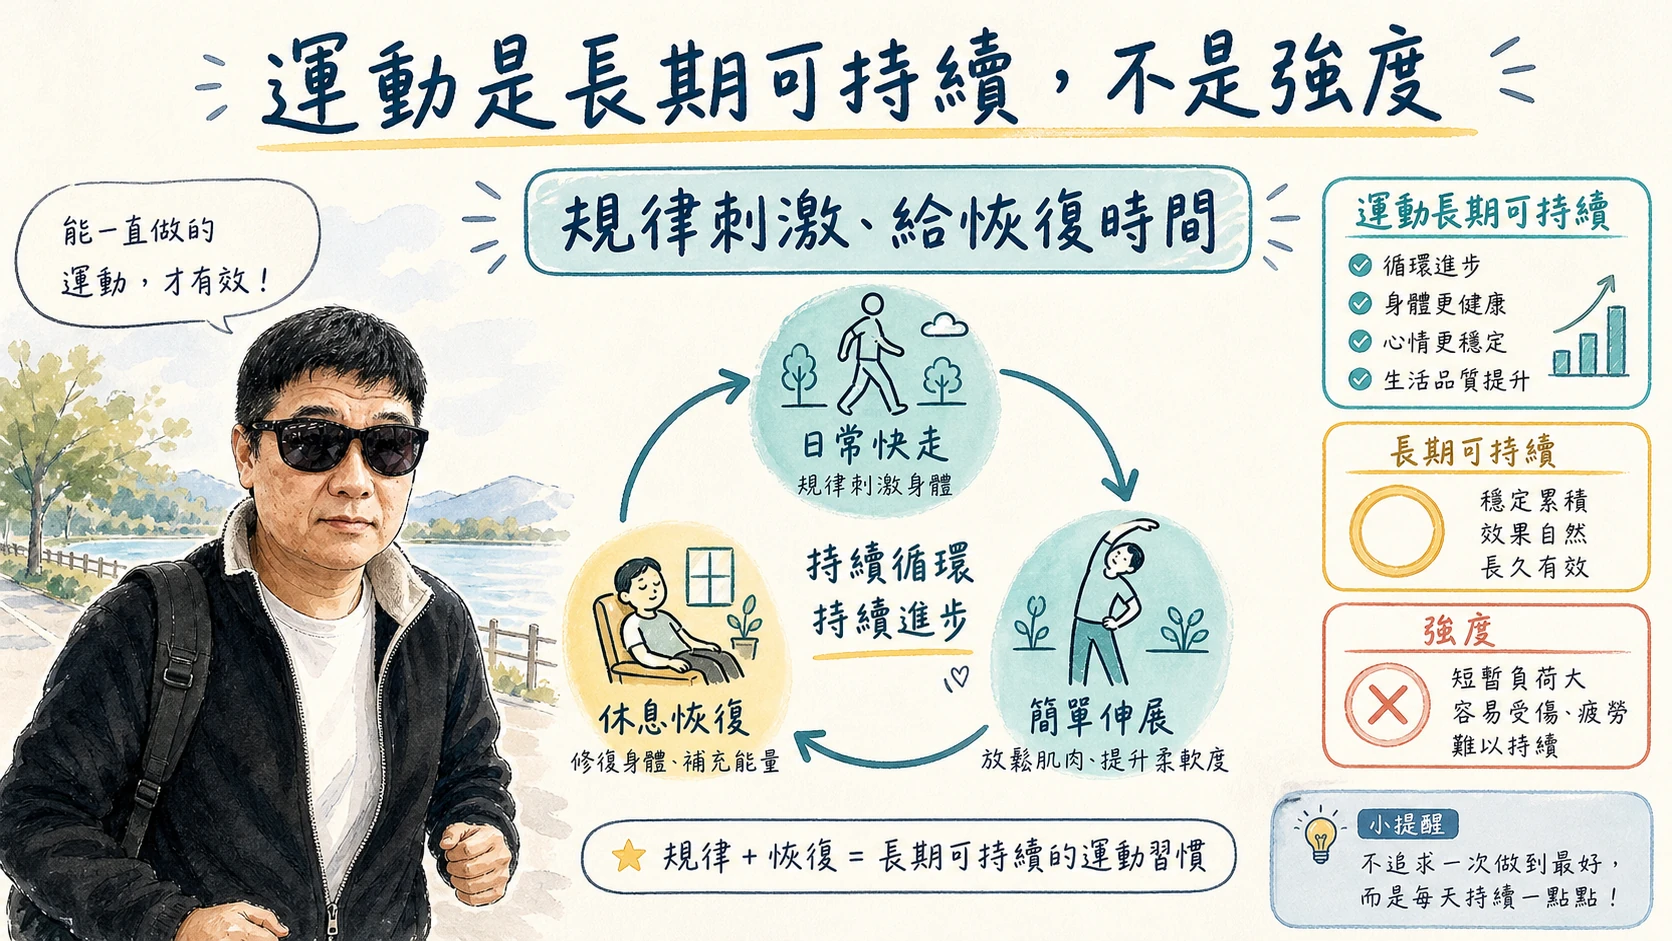 運動是長期可持續，不是強度
能一直做的
運動，才有效！
規律刺激、給恢復時間
日常快走
規律刺激身體
簡單伸展
放鬆肌肉、提升柔軟度
休息恢復
修復身體、補充能量
持續循環
持續進步
規律 + 恢復 = 長期可持續的運動習慣
運動長期可持續
循環進步
身體更健康
心情更穩定
生活品質提升
長期可持續
穩定累積
效果自然
長久有效
強度
短暫負荷大
容易受傷、疲勞
難以持續
小提醒
不追求一次做到最好，
而是每天持續一點點！